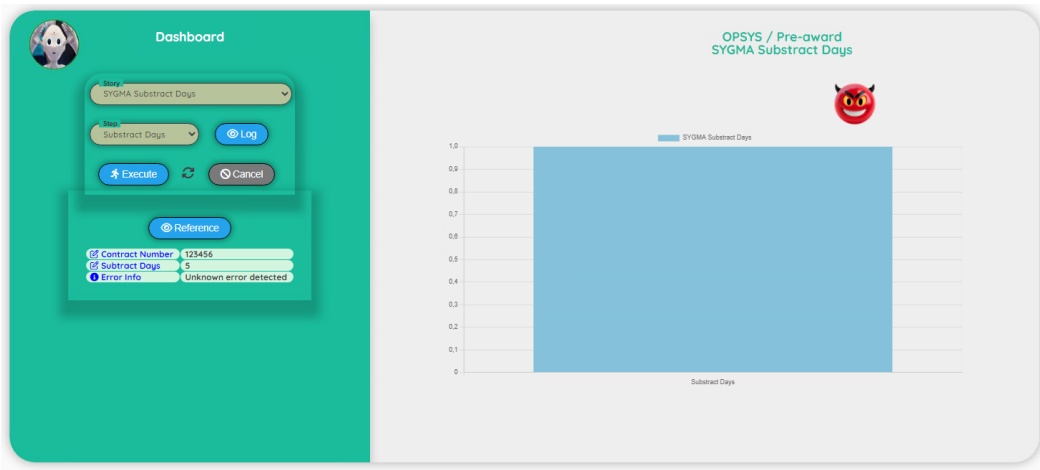 Dashboard
Story
SYGMA Substract Days
Step
Substract Days
Log
Execute
Cancel
Reference
Contract Number 123456
Subtract Days 5
Error Info Unknown error detected
OPSYS / Pre-award
SYGMA Substract Days
SYGMA Substract Days
1,0
0,9
0,8
0,7
0,6
0,5
0,4
0,3
0,2
0,1
0
Substract Days